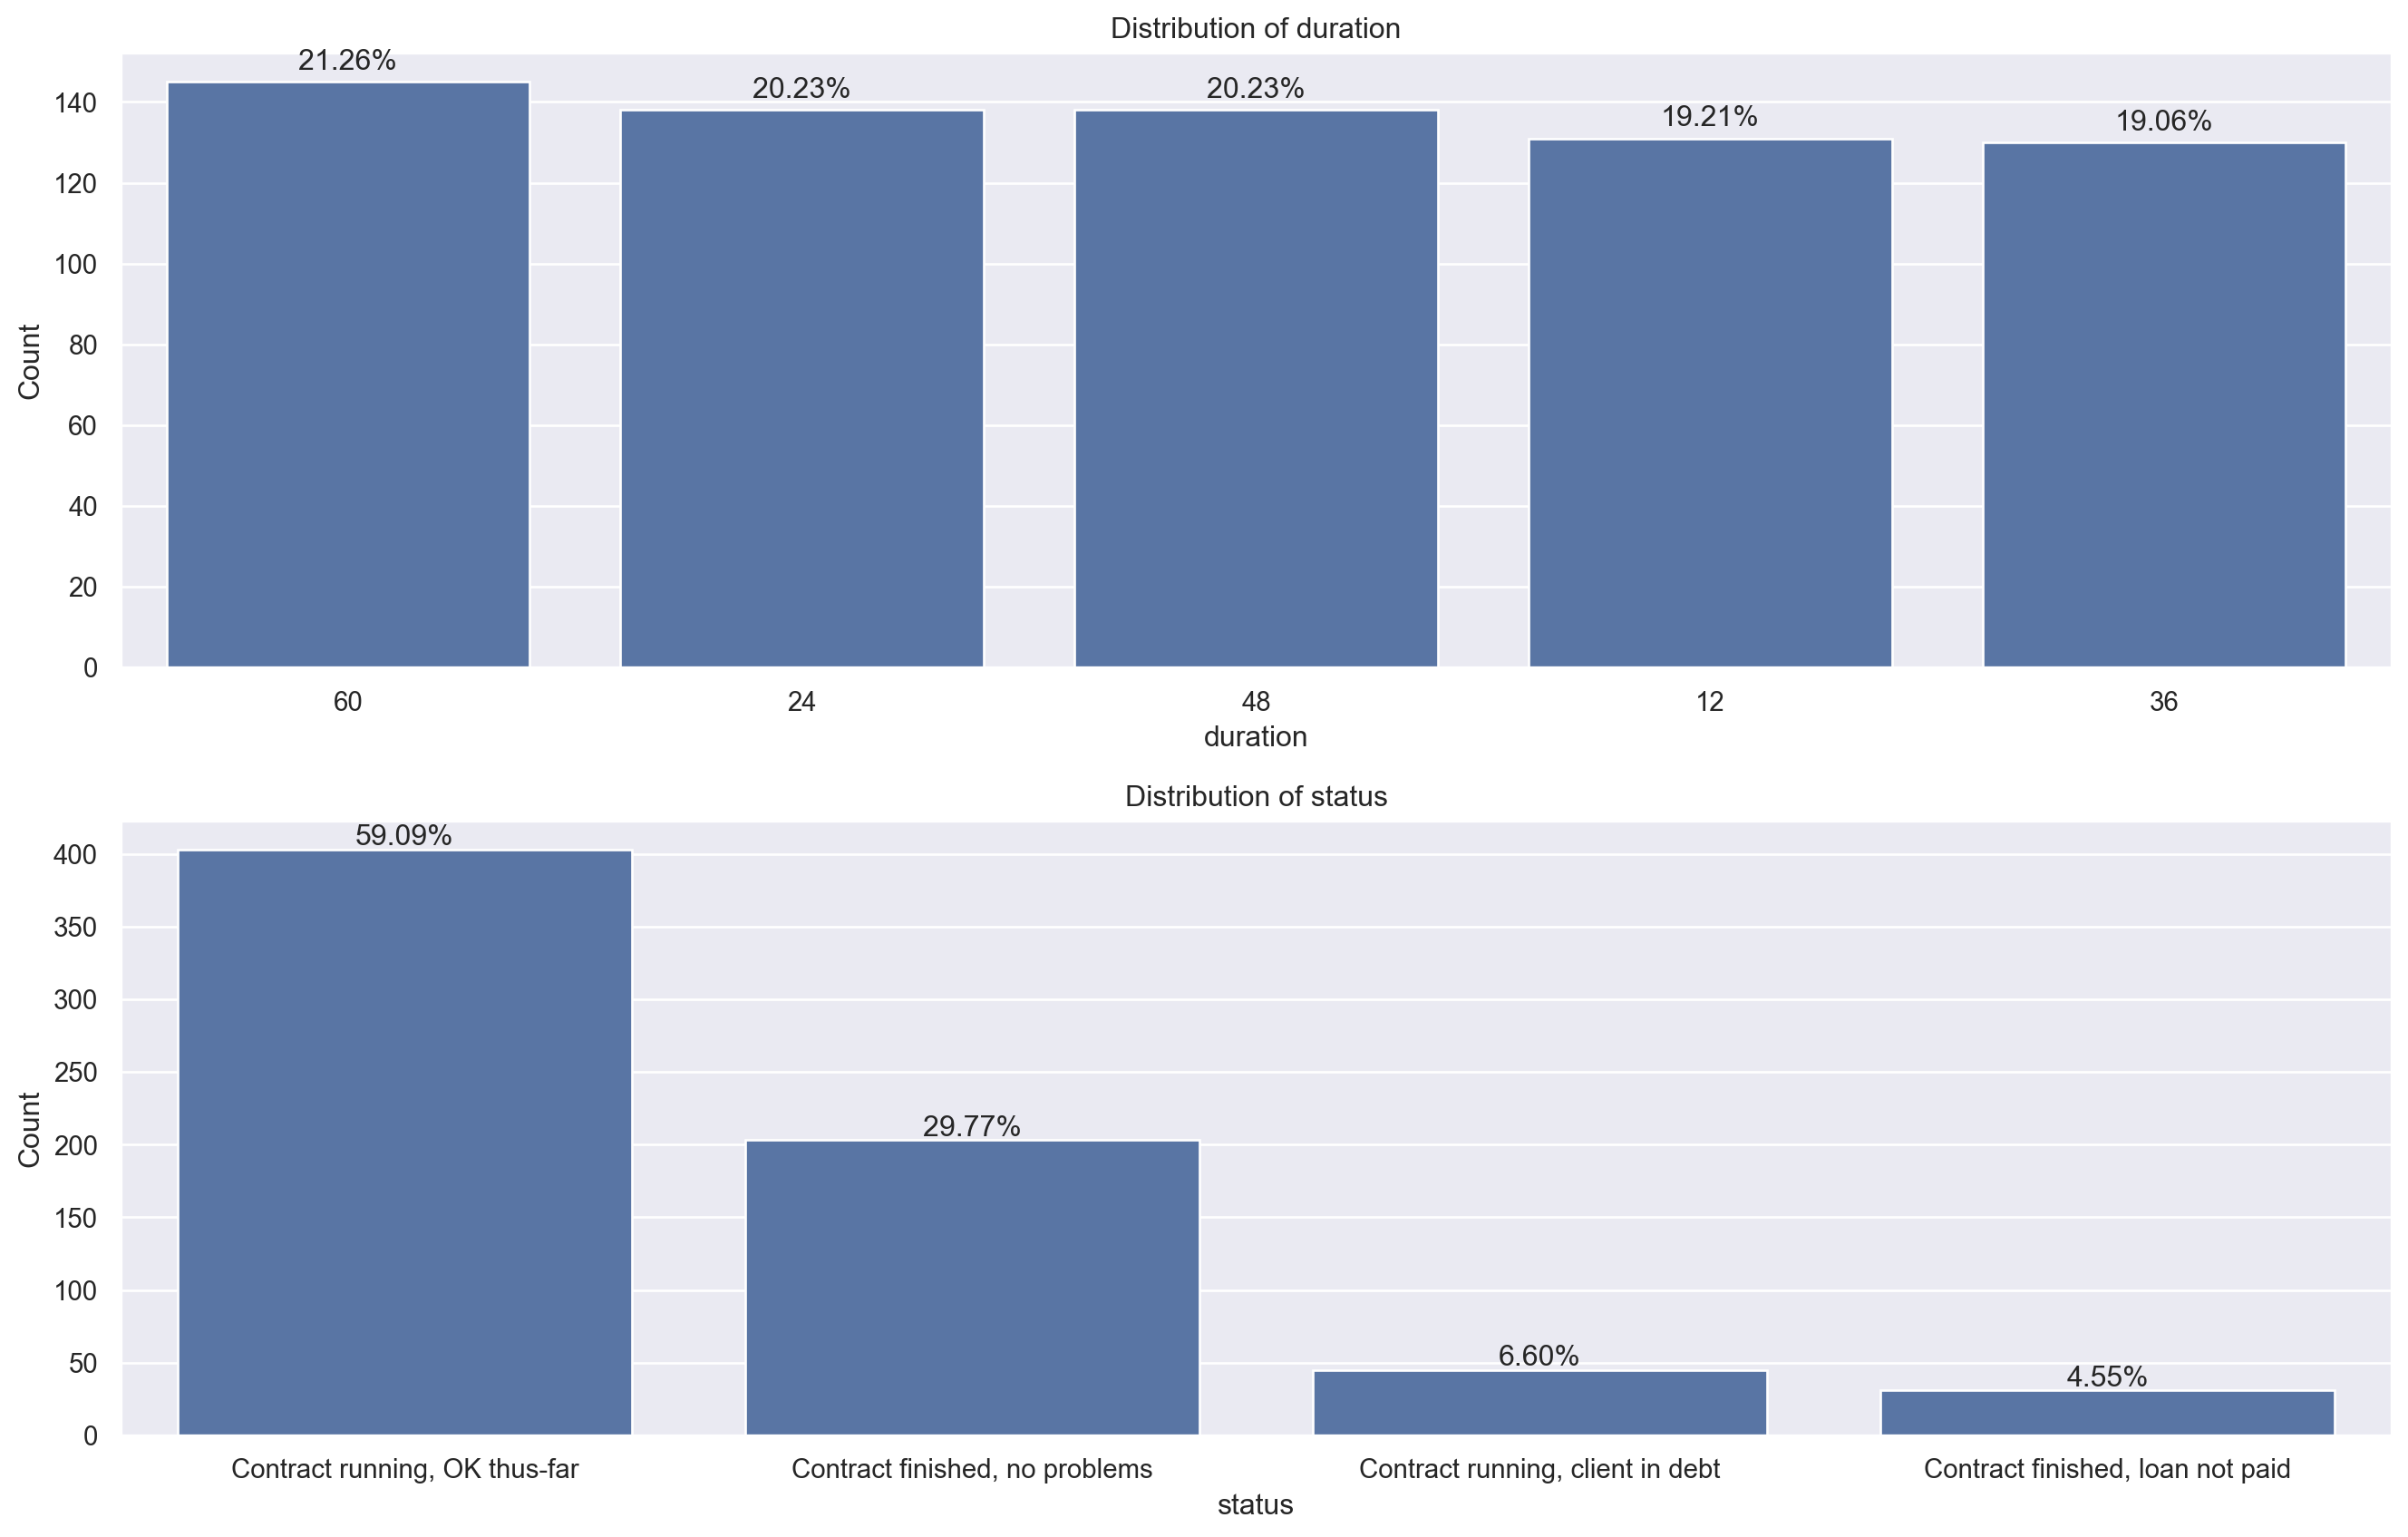 Distribution of duration
21.26% 20.23% 20.23% 19.21% 19.06%
140
120
100
80
60
40
20
0
Count
60 24 48 12 36
duration
Distribution of status
59.09% 29.77% 6.60% 4.55%
400
350
300
250
200
150
100
50
0
Count
Contract running, OK thus-far Contract finished, no problems Contract running, client in debt Contract finished, loan not paid
status